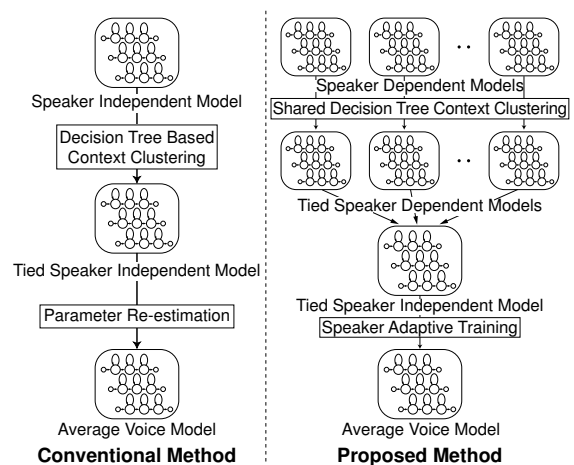 Speaker Independent Model
Decision Tree Based
Context Clustering
Tied Speaker Independent Model
Parameter Re-estimation
Average Voice Model
Conventional Method
Speaker Dependent Models
Shared Decision Tree Context Clustering
Tied Speaker Dependent Models
Tied Speaker Independent Model
Speaker Adaptive Training
Average Voice Model
Proposed Method